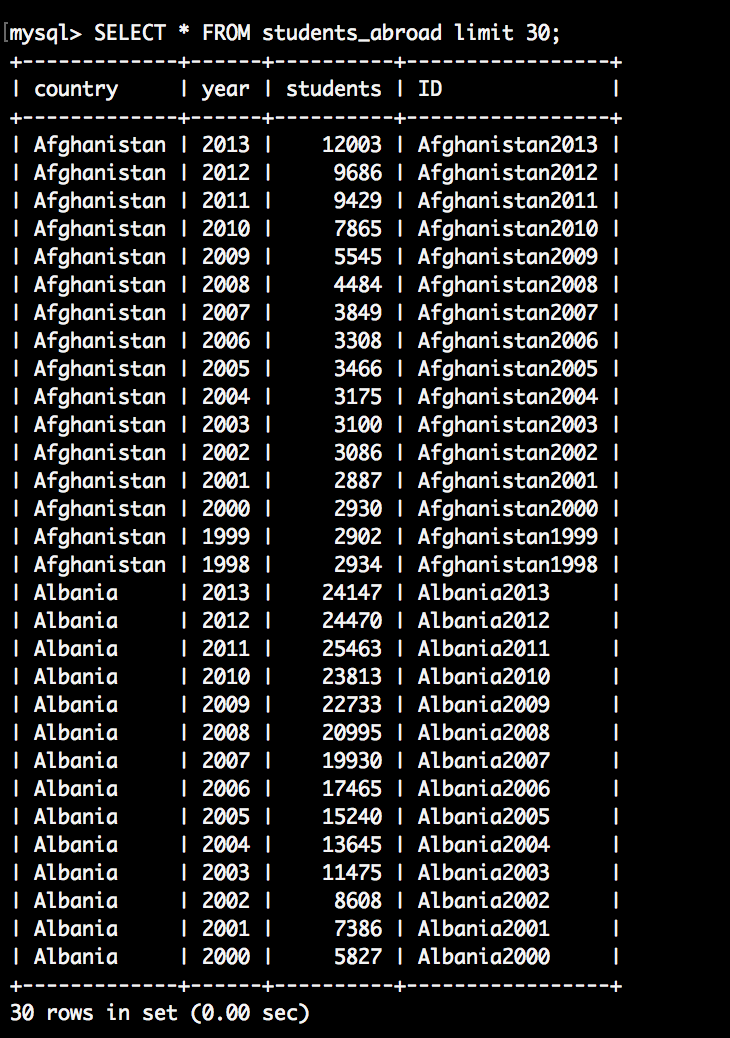 [mysql> SELECT * FROM students_abroad limit 30;
+-------------+------+----------+-----------------+
| country     | year | students | ID              |
+-------------+------+----------+-----------------+
| Afghanistan | 2013 |    12003 | Afghanistan2013 |
| Afghanistan | 2012 |     9686 | Afghanistan2012 |
| Afghanistan | 2011 |     9429 | Afghanistan2011 |
| Afghanistan | 2010 |     7865 | Afghanistan2010 |
| Afghanistan | 2009 |     5545 | Afghanistan2009 |
| Afghanistan | 2008 |     4484 | Afghanistan2008 |
| Afghanistan | 2007 |     3849 | Afghanistan2007 |
| Afghanistan | 2006 |     3308 | Afghanistan2006 |
| Afghanistan | 2005 |     3466 | Afghanistan2005 |
| Afghanistan | 2004 |     3175 | Afghanistan2004 |
| Afghanistan | 2003 |     3100 | Afghanistan2003 |
| Afghanistan | 2002 |     3086 | Afghanistan2002 |
| Afghanistan | 2001 |     2887 | Afghanistan2001 |
| Afghanistan | 2000 |     2930 | Afghanistan2000 |
| Afghanistan | 1999 |     2902 | Afghanistan1999 |
| Afghanistan | 1998 |     2934 | Afghanistan1998 |
| Albania     | 2013 |    24147 | Albania2013     |
| Albania     | 2012 |    24470 | Albania2012     |
| Albania     | 2011 |    25463 | Albania2011     |
| Albania     | 2010 |    23813 | Albania2010     |
| Albania     | 2009 |    22733 | Albania2009     |
| Albania     | 2008 |    20995 | Albania2008     |
| Albania     | 2007 |    19930 | Albania2007     |
| Albania     | 2006 |    17465 | Albania2006     |
| Albania     | 2005 |    15240 | Albania2005     |
| Albania     | 2004 |    13645 | Albania2004     |
| Albania     | 2003 |    11475 | Albania2003     |
| Albania     | 2002 |     8608 | Albania2002     |
| Albania     | 2001 |     7386 | Albania2001     |
| Albania     | 2000 |     5827 | Albania2000     |
+-------------+------+----------+-----------------+
30 rows in set (0.00 sec)